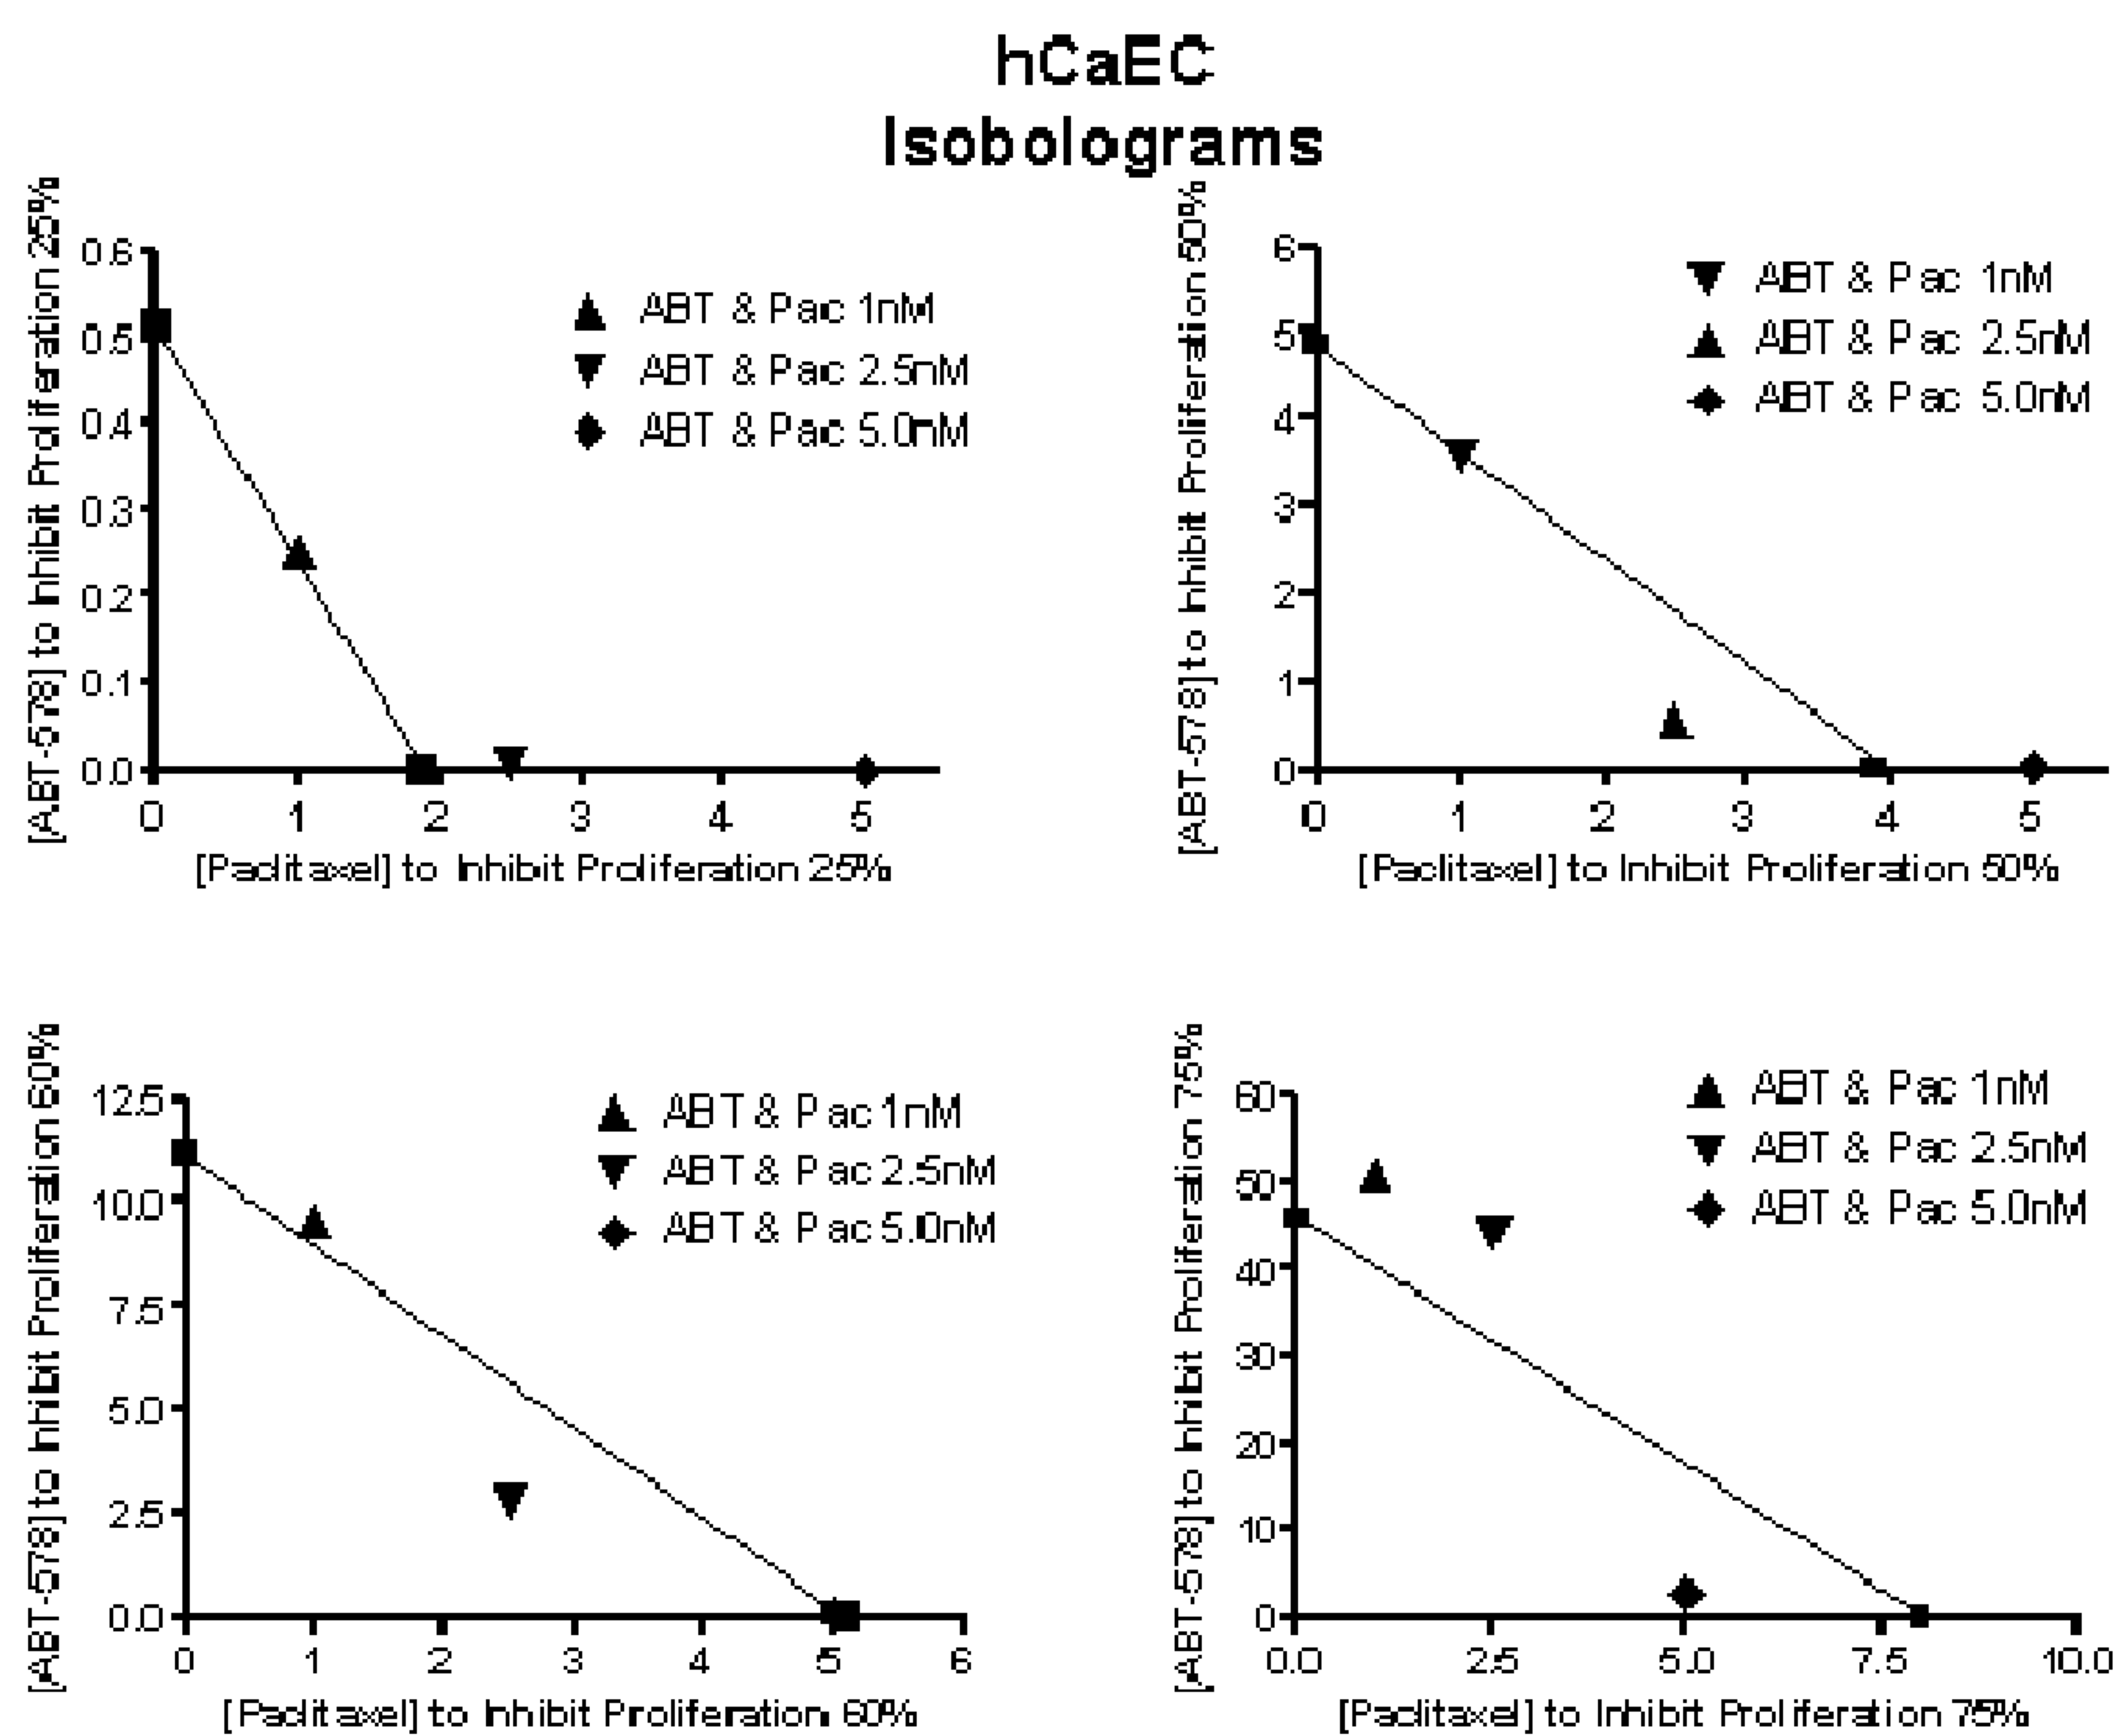 hCaEC
Isobolograms
[ABT-578] to Inhibit Proliferation 25%
0.6
0.5
0.4
0.3
0.2
0.1
0.0
0 1 2 3 4 5
[Paclitaxel] to Inhibit Proliferation 25%
ABT & Pac 1nM
ABT & Pac 2.5nM
ABT & Pac 5.0nM
[ABT-578] to Inhibit Proliferation 50%
6
5
4
3
2
1
0
0 1 2 3 4 5
[Paclitaxel] to Inhibit Proliferation 50%
ABT & Pac 1nM
ABT & Pac 2.5nM
ABT & Pac 5.0nM
[ABT-578] to Inhibit Proliferation 60%
12.5
10.0
7.5
5.0
2.5
0.0
0 1 2 3 4 5 6
[Paclitaxel] to Inhibit Proliferation 60%
ABT & Pac 1nM
ABT & Pac 2.5nM
ABT & Pac 5.0nM
[ABT-578] to Inhibit Proliferation 75%
60
50
40
30
20
10
0
0.0 2.5 5.0 7.5 10.0
[Paclitaxel] to Inhibit Proliferation 75%
ABT & Pac 1nM
ABT & Pac 2.5nM
ABT & Pac 5.0nM